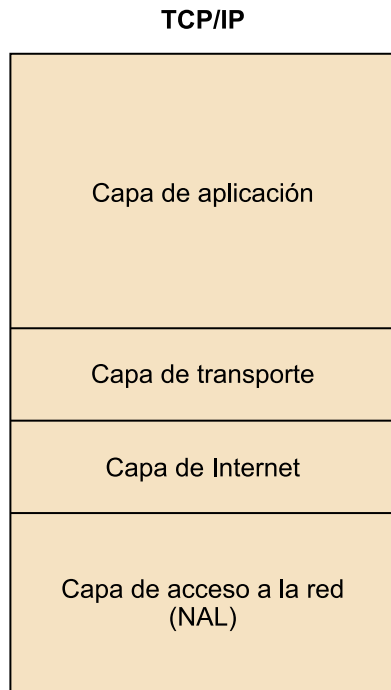 TCP/IP
Capa de aplicación
Capa de transporte
Capa de Internet
Capa de acceso a la red
(NAL)